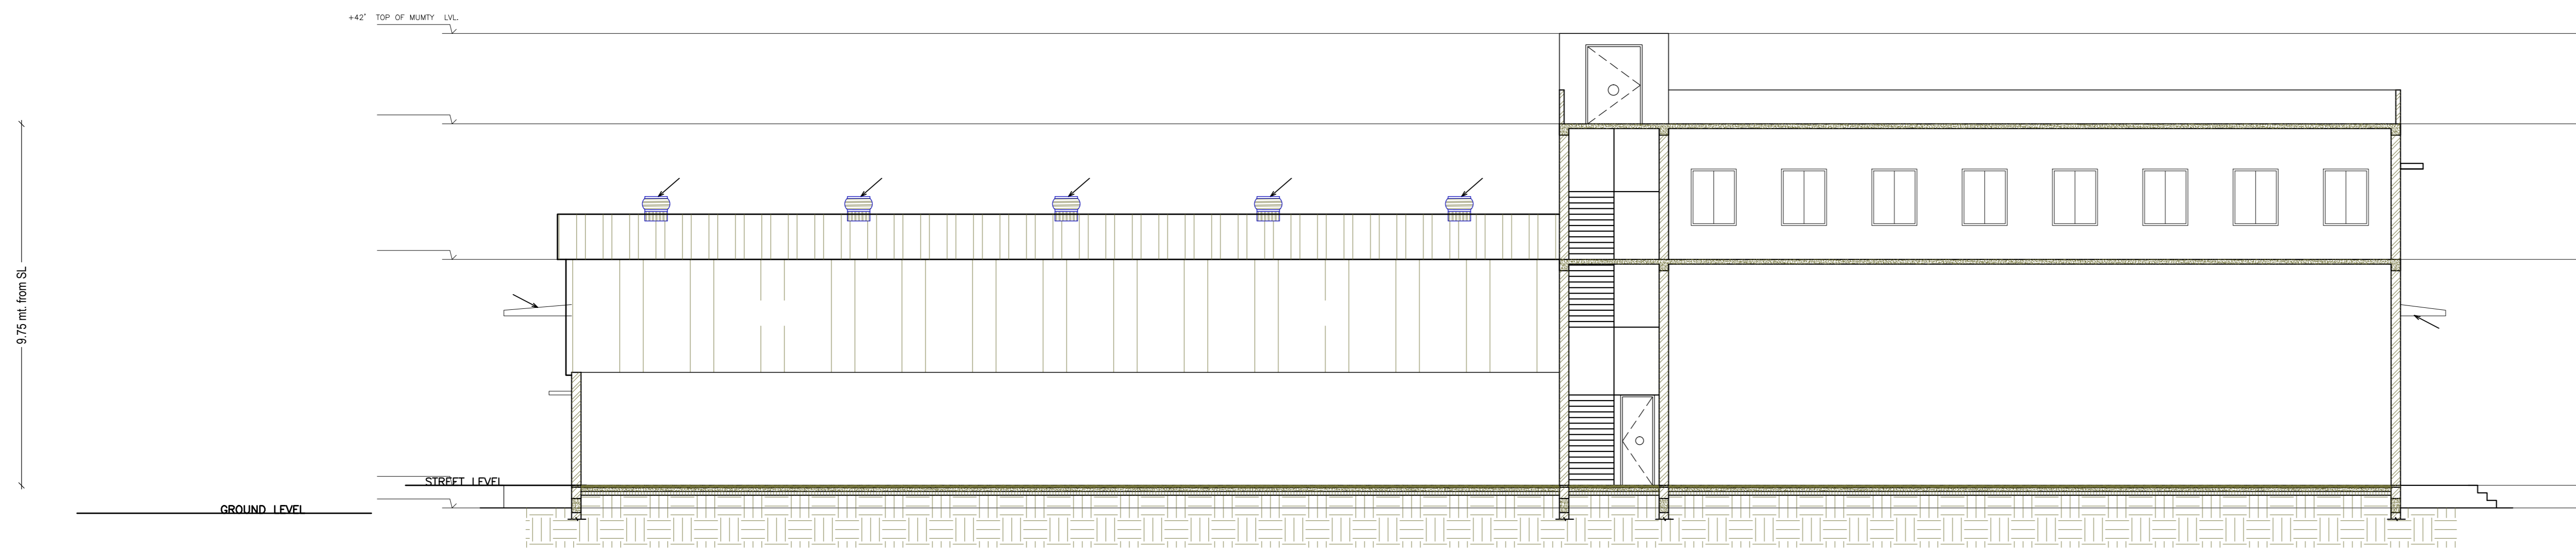 +42" TOP OF MUMTY LVL.
9.75 mt. from SL
STREET LEVEL
GROUND LEVEL